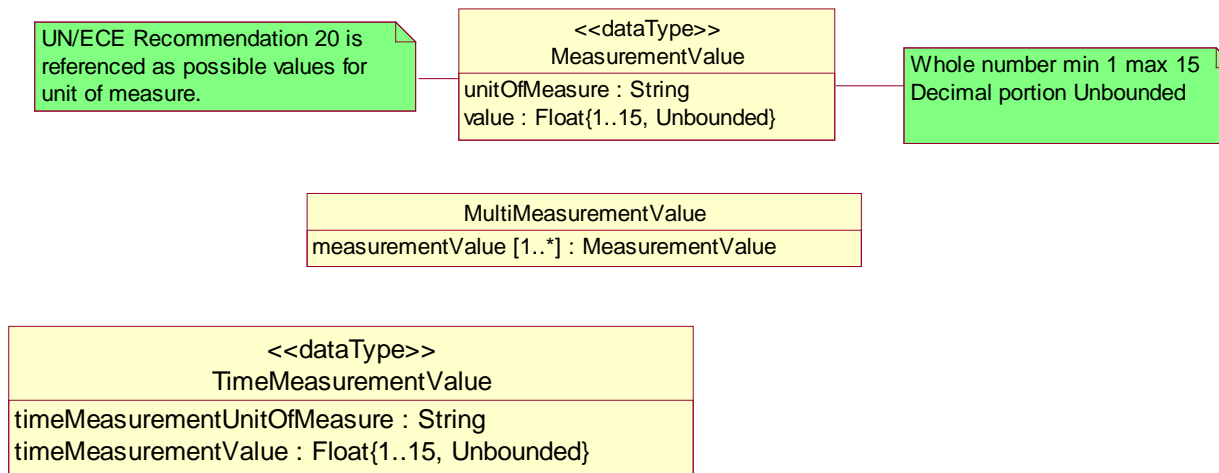 UN/ECE Recommendation 20 is
referenced as possible values for
unit of measure.
<<dataType>>
MeasurementValue
unitOfMeasure : String
value : Float{1..15, Unbounded}
Whole number min 1 max 15
Decimal portion Unbounded
MultiMeasurementValue
measurementValue [1..*] : MeasurementValue
<<dataType>>
TimeMeasurementValue
timeMeasurementUnitOfMeasure : String
timeMeasurementValue : Float{1..15, Unbounded}